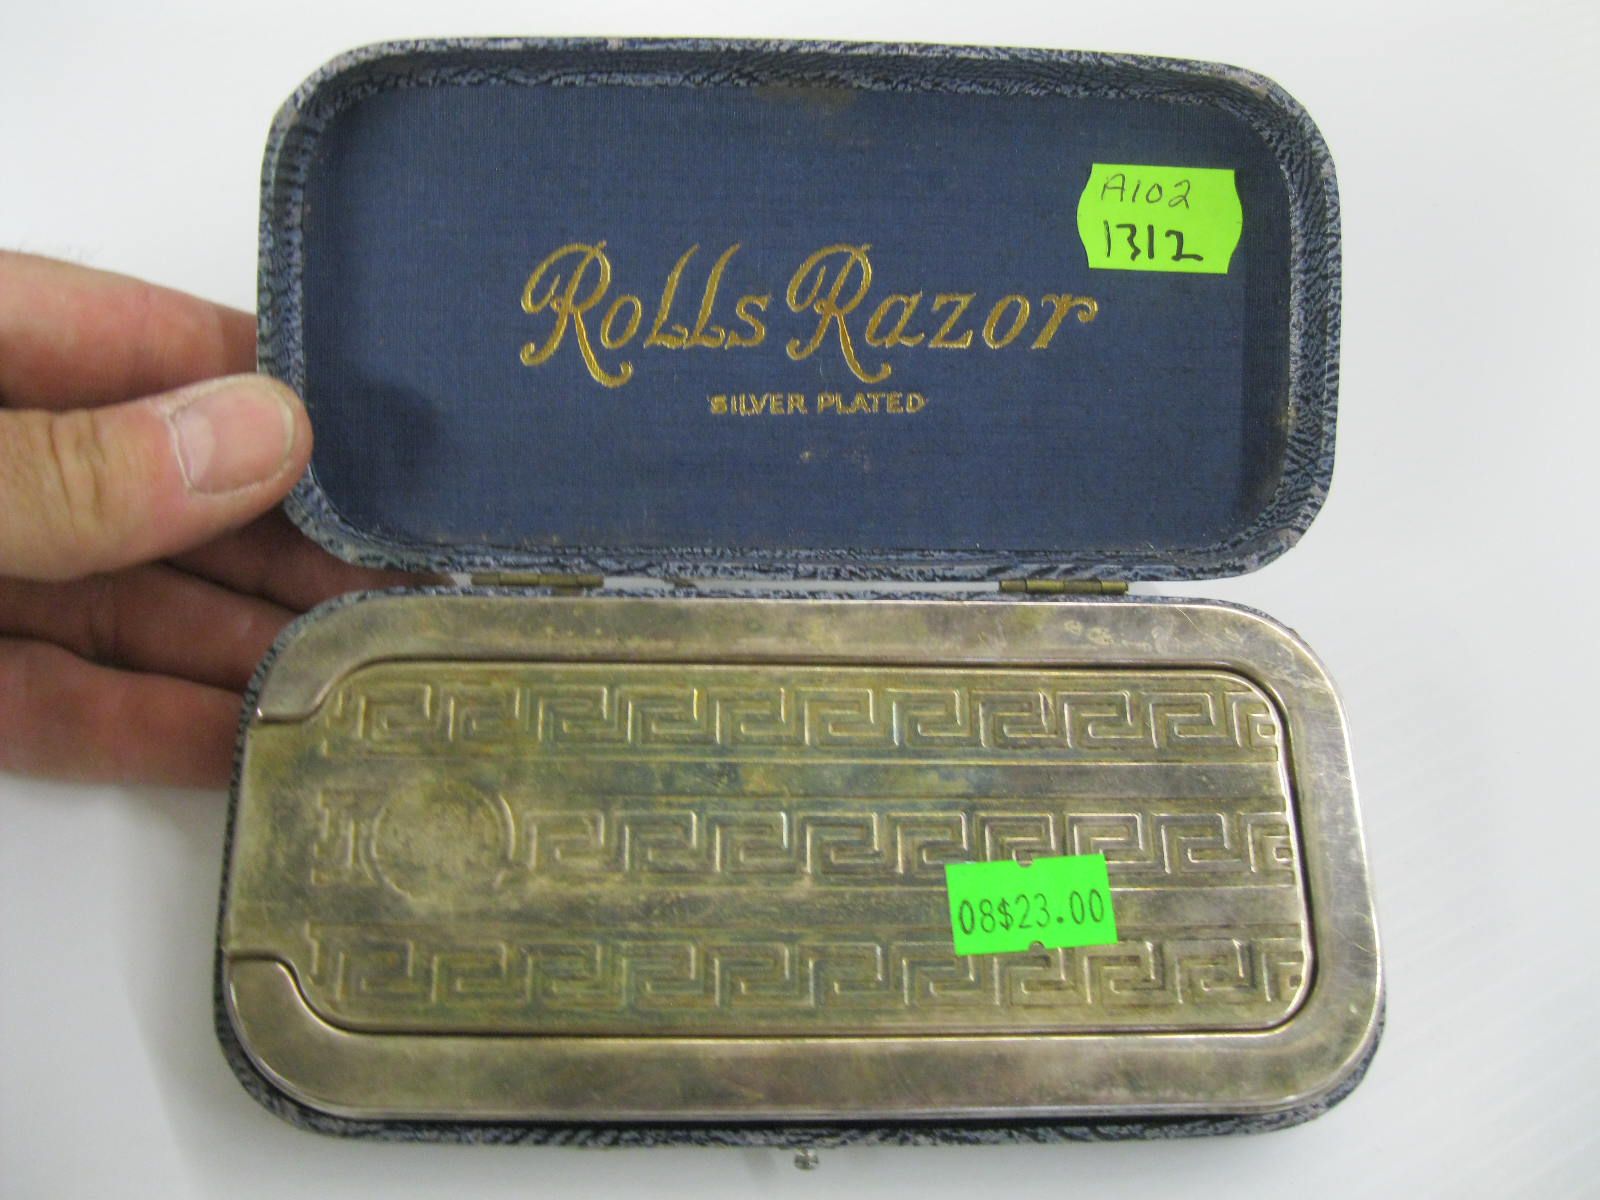 A102
1312
Rolls Razor
SILVER PLATED
08$23.00